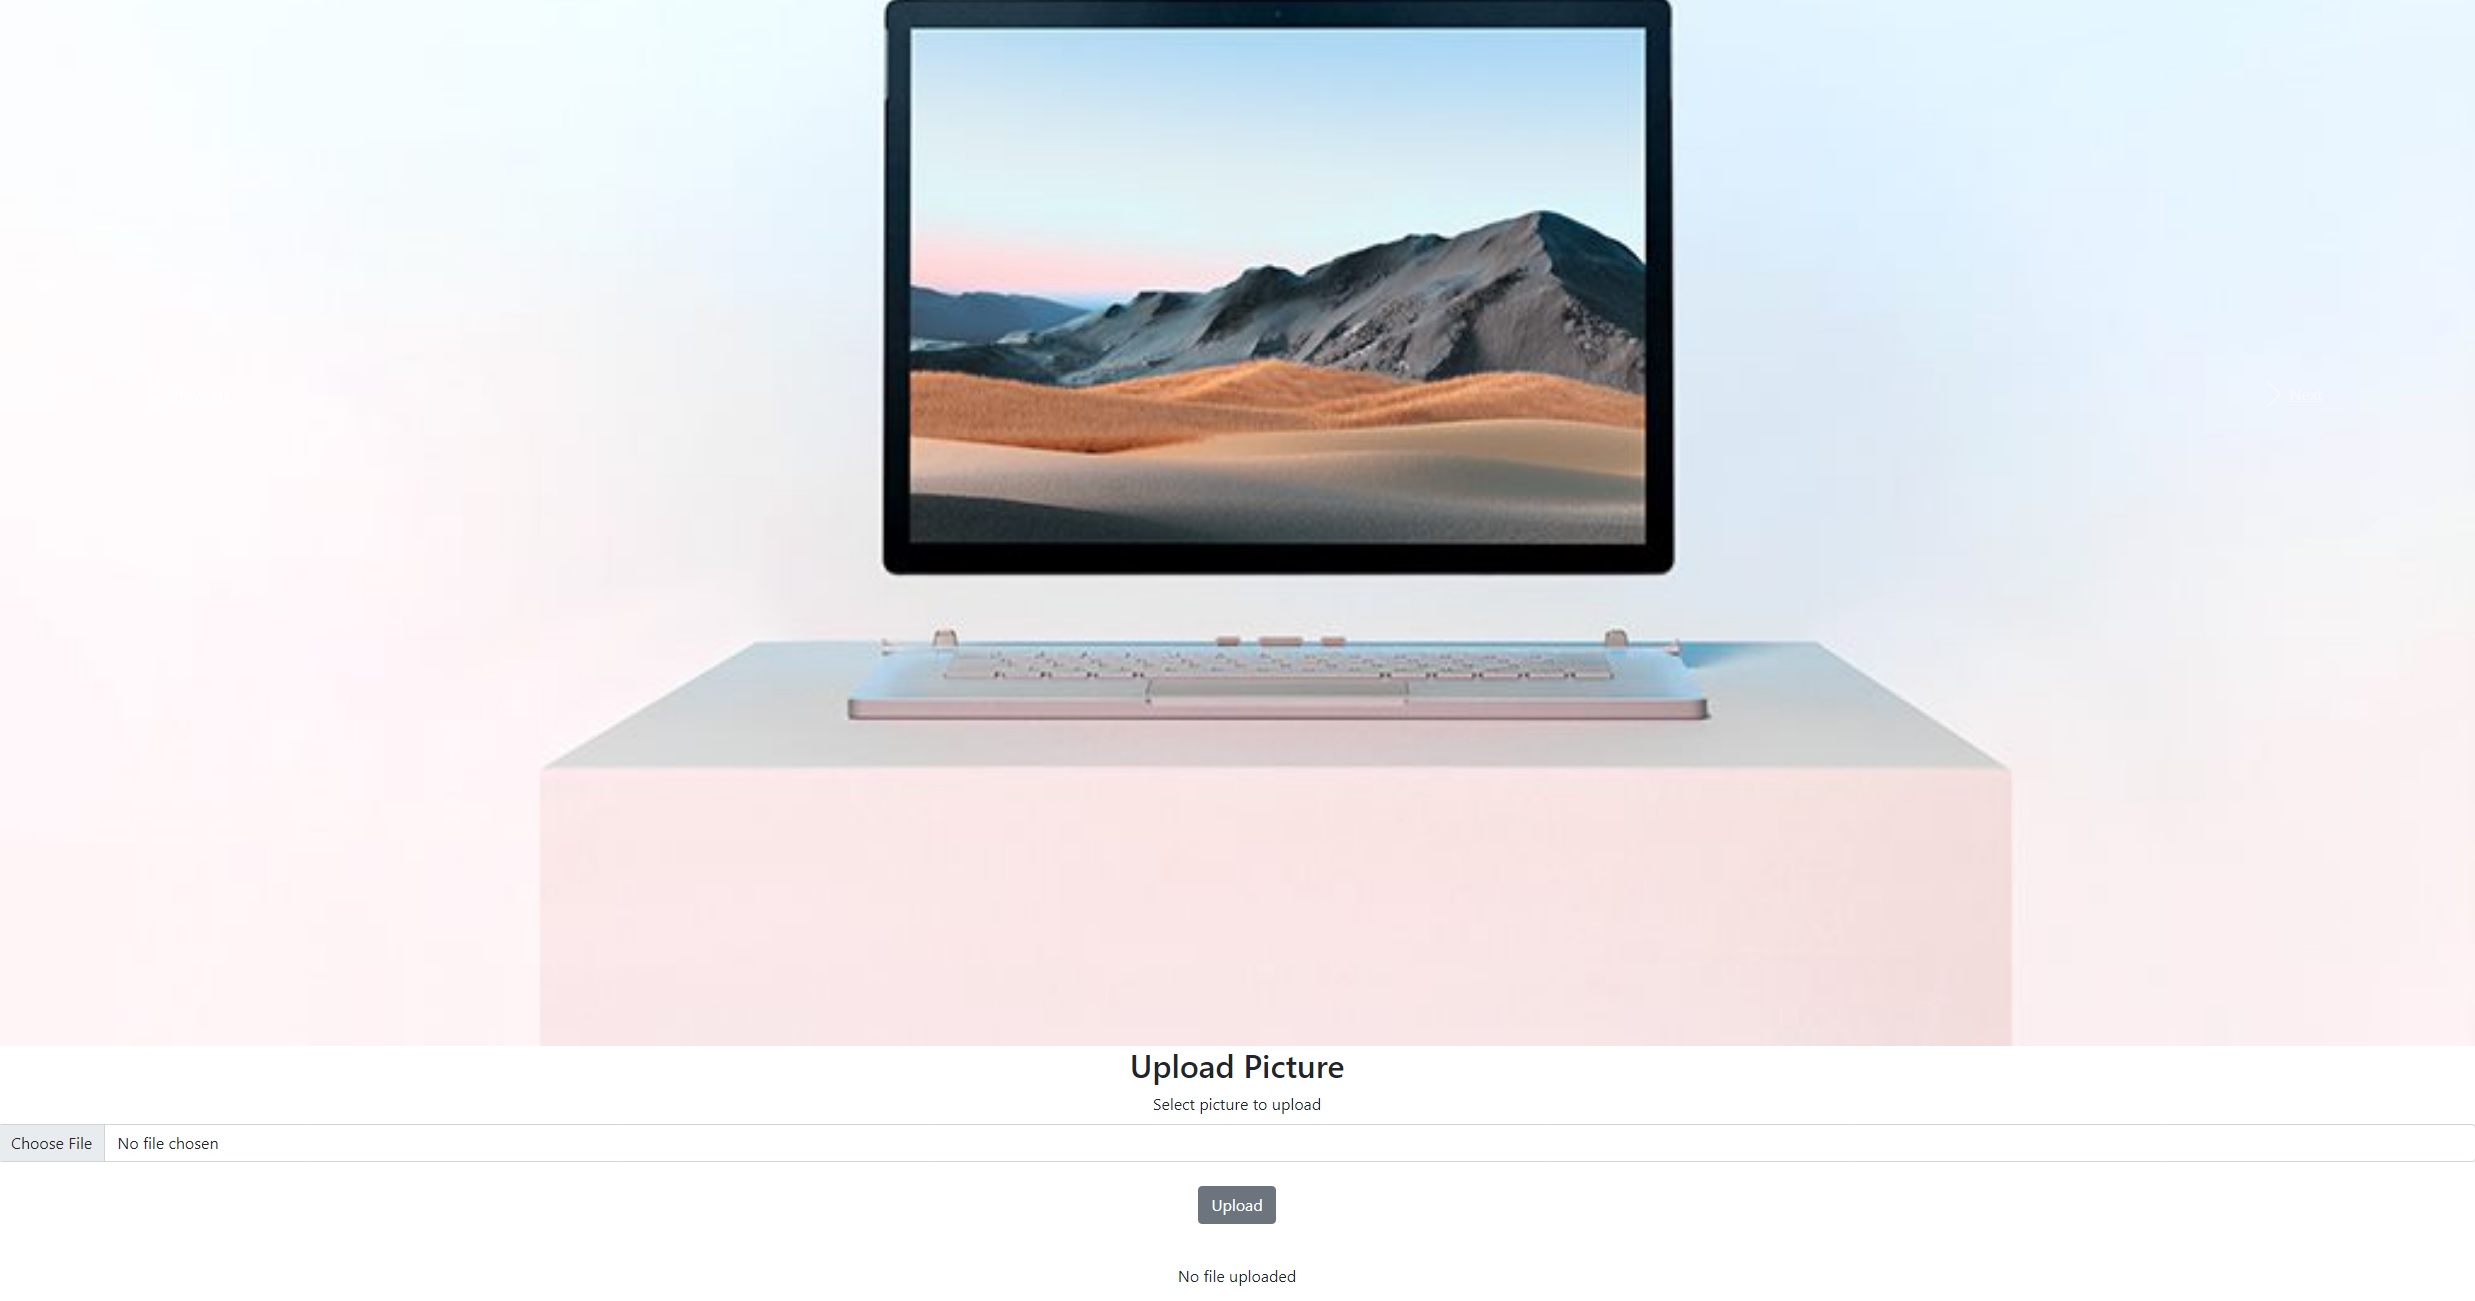 Next
Upload Picture
Select picture to upload
Choose File No file chosen
Upload
No file uploaded